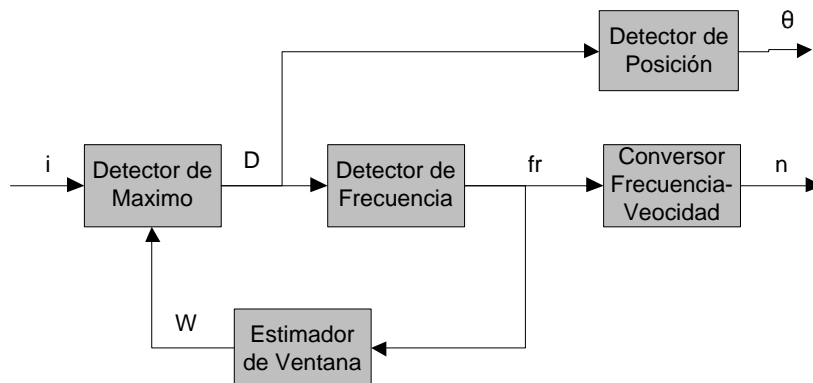 θ
Detector de
Posición
i
Detector de
Maximo
D
Detector de
Frecuencia
fr
Conversor
Frecuencia-
Veocidad
n
W
Estimador
de Ventana